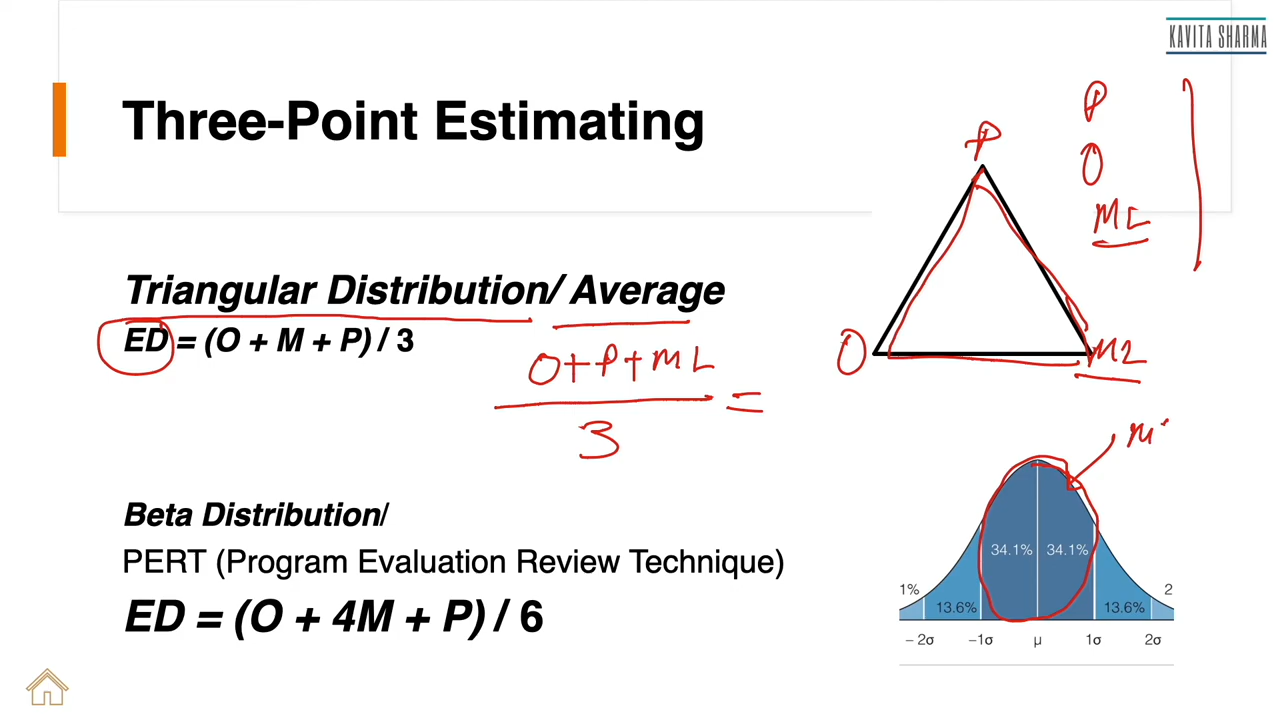 KAVITA SHARMA
Three-Point Estimating
P
O
ML
P
O
ML
Triangular Distribution/ Average
ED = (O + M + P) / 3
O+P+ML
3
=
M
Beta Distribution/
PERT (Program Evaluation Review Technique)
ED = (O + 4M + P) / 6
34.1% 34.1%
1% 2
13.6% 13.6%
− 2σ −1σ μ 1σ 2σ